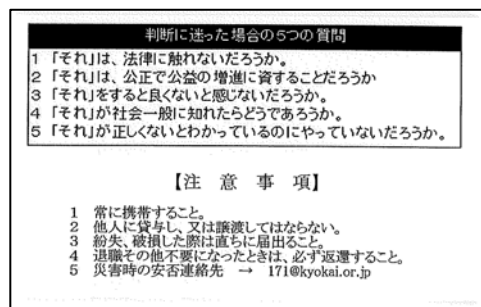 判断に迷った場合の5つの質問
1 「それ」は、法律に触れないだろうか。
2 「それ」は、公正で公益の増進に資することだろうか
3 「それ」をすると良くないと感じないだろうか。
4 「それ」が社会一般に知れたらどうであろうか。
5 「それ」が正しくないとわかっているのにやっていないだろうか。
【注 意 事 項】
1 常に携帯すること。
2 他人に貸与し、又は譲渡してはならない。
3 紛失、破損した際は直ちに届出ること。
4 退職その他不要になったときは、必ず返還すること。
5 災害時の安否連絡先 → 171@kyokai.or.jp